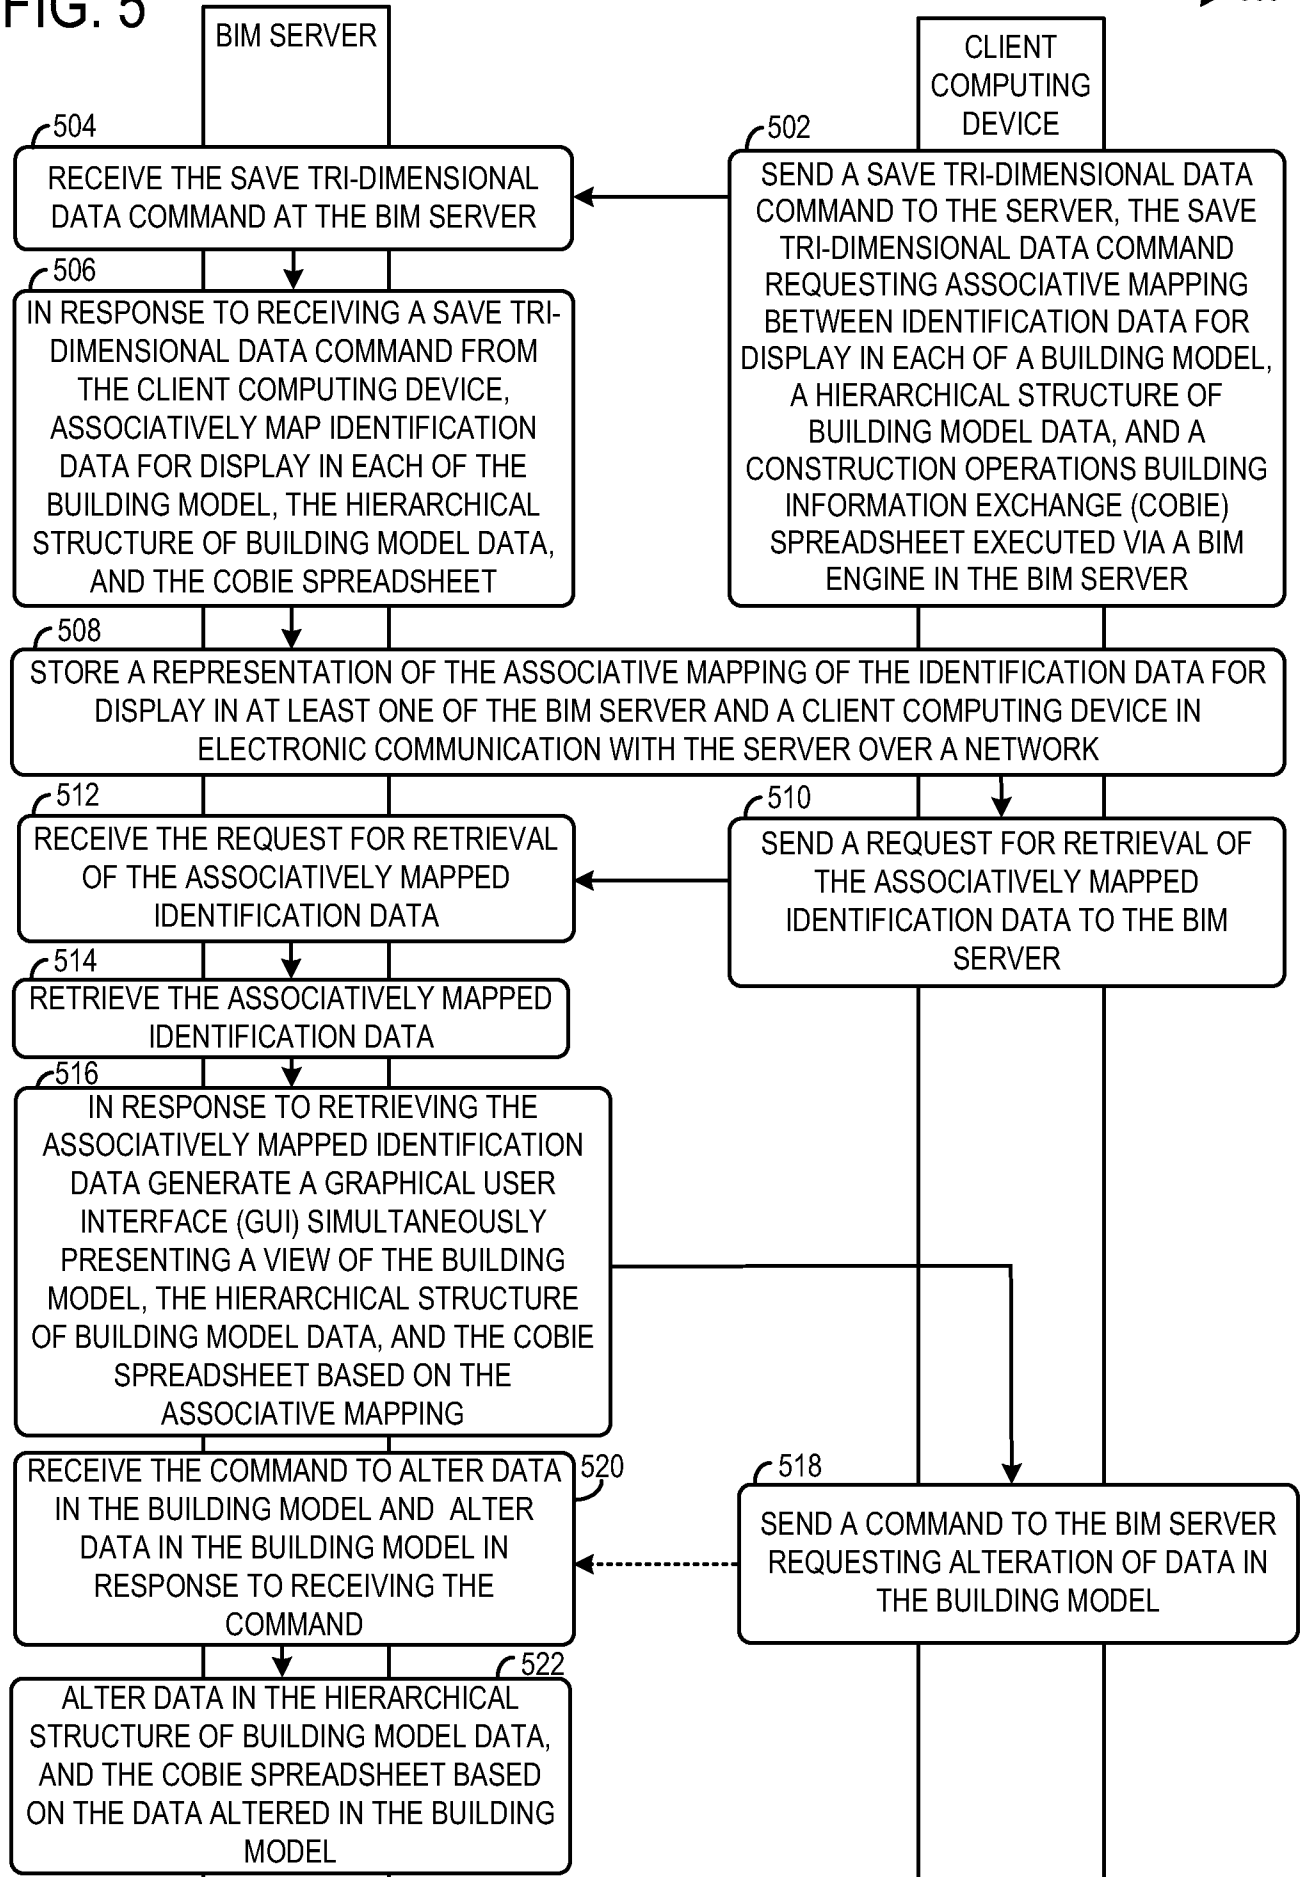 FIG. 5
BIM SERVER
CLIENT
COMPUTING
DEVICE
504
RECEIVE THE SAVE TRI-DIMENSIONAL
DATA COMMAND AT THE BIM SERVER
502
SEND A SAVE TRI-DIMENSIONAL DATA
COMMAND TO THE SERVER, THE SAVE
TRI-DIMENSIONAL DATA COMMAND
REQUESTING ASSOCIATIVE MAPPING
BETWEEN IDENTIFICATION DATA FOR
DISPLAY IN EACH OF A BUILDING MODEL,
A HIERARCHICAL STRUCTURE OF
BUILDING MODEL DATA, AND A
CONSTRUCTION OPERATIONS BUILDING
INFORMATION EXCHANGE (COBIE)
SPREADSHEET EXECUTED VIA A BIM
ENGINE IN THE BIM SERVER
506
IN RESPONSE TO RECEIVING A SAVE TRI-
DIMENSIONAL DATA COMMAND FROM
THE CLIENT COMPUTING DEVICE,
ASSOCIATIVELY MAP IDENTIFICATION
DATA FOR DISPLAY IN EACH OF THE
BUILDING MODEL, THE HIERARCHICAL
STRUCTURE OF BUILDING MODEL DATA,
AND THE COBIE SPREADSHEET
508
STORE A REPRESENTATION OF THE ASSOCIATIVE MAPPING OF THE IDENTIFICATION DATA FOR
DISPLAY IN AT LEAST ONE OF THE BIM SERVER AND A CLIENT COMPUTING DEVICE IN
ELECTRONIC COMMUNICATION WITH THE SERVER OVER A NETWORK
512
RECEIVE THE REQUEST FOR RETRIEVAL
OF THE ASSOCIATIVELY MAPPED
IDENTIFICATION DATA
510
SEND A REQUEST FOR RETRIEVAL OF
THE ASSOCIATIVELY MAPPED
IDENTIFICATION DATA TO THE BIM
SERVER
514
RETRIEVE THE ASSOCIATIVELY MAPPED
IDENTIFICATION DATA
516
IN RESPONSE TO RETRIEVING THE
ASSOCIATIVELY MAPPED IDENTIFICATION
DATA GENERATE A GRAPHICAL USER
INTERFACE (GUI) SIMULTANEOUSLY
PRESENTING A VIEW OF THE BUILDING
MODEL, THE HIERARCHICAL STRUCTURE
OF BUILDING MODEL DATA, AND THE COBIE
SPREADSHEET BASED ON THE
ASSOCIATIVE MAPPING
520
RECEIVE THE COMMAND TO ALTER DATA
IN THE BUILDING MODEL AND ALTER
DATA IN THE BUILDING MODEL IN
RESPONSE TO RECEIVING THE
COMMAND
518
SEND A COMMAND TO THE BIM SERVER
REQUESTING ALTERATION OF DATA IN
THE BUILDING MODEL
522
ALTER DATA IN THE HIERARCHICAL
STRUCTURE OF BUILDING MODEL DATA,
AND THE COBIE SPREADSHEET BASED
ON THE DATA ALTERED IN THE BUILDING
MODEL